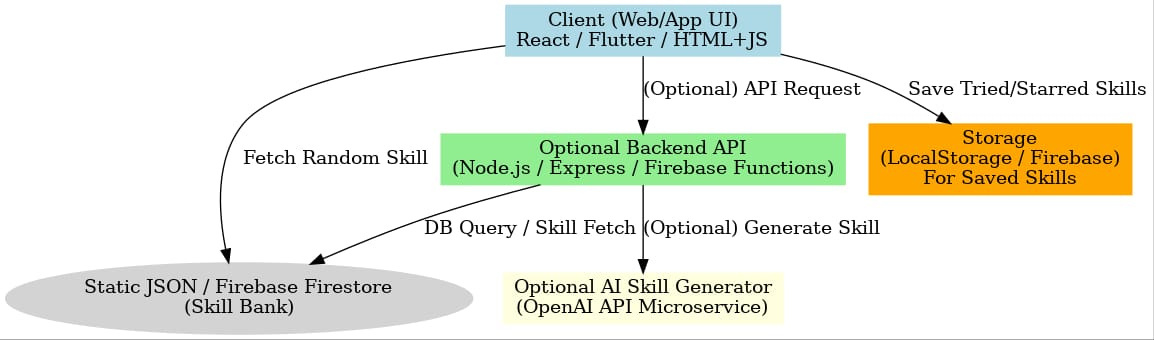 Client (Web/App UI)
React / Flutter / HTML+JS
(Optional) API Request
Save Tried/Starred Skills
Fetch Random Skill
Optional Backend API
(Node.js / Express / Firebase Functions)
Storage
(LocalStorage / Firebase)
For Saved Skills
DB Query / Skill Fetch
(Optional) Generate Skill
Static JSON / Firebase Firestore
(Skill Bank)
Optional AI Skill Generator
(OpenAI API Microservice)